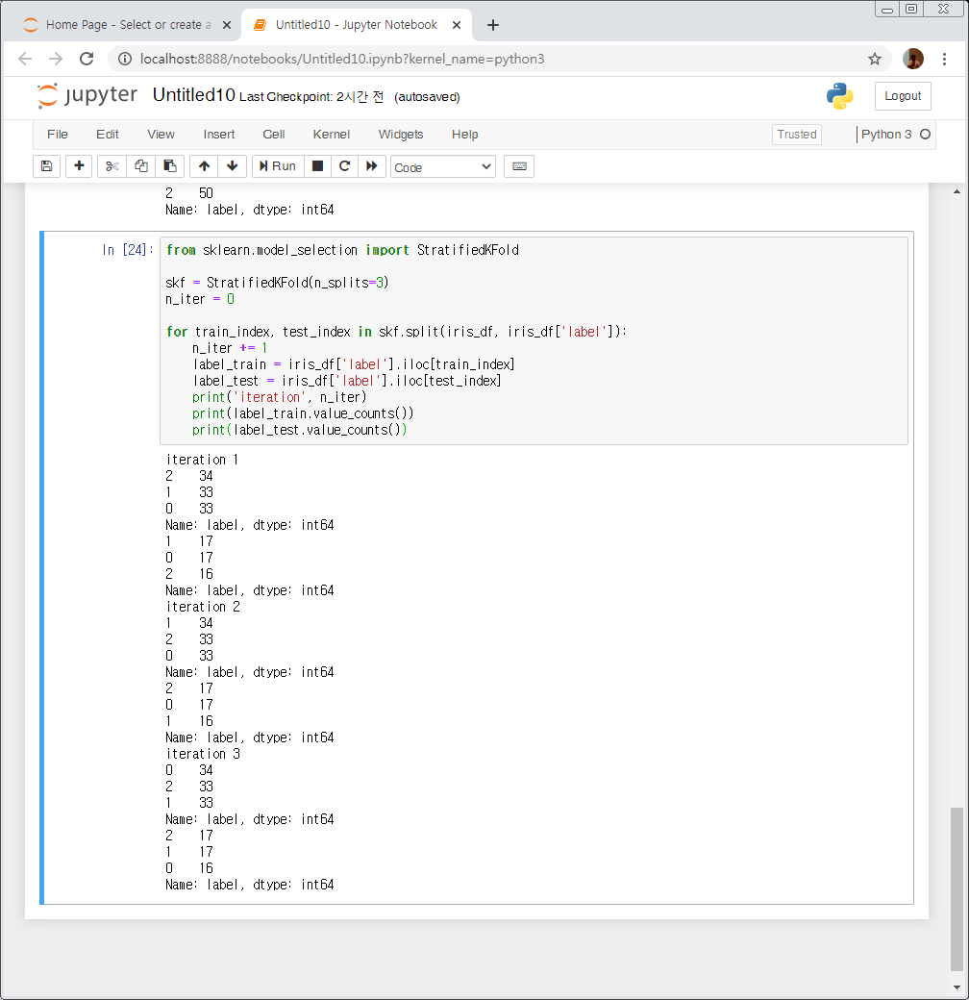 Home Page - Select or create a
Untitled10 - Jupyter Notebook
localhost:8888/notebooks/Untitled10.ipynb?kernel_name=python3
jupyter Untitled10 Last Checkpoint: 2시간 전 (autosaved)
Logout
File Edit View Insert Cell Kernel Widgets Help
Trusted
Python 3
Run
Code
2    50
Name: label, dtype: int64
In [24]:
from sklearn.model_selection import StratifiedKFold
skf = StratifiedKFold(n_splits=3)
n_iter = 0
for train_index, test_index in skf.split(iris_df, iris_df['label']):
    n_iter += 1
    label_train = iris_df['label'].iloc[train_index]
    label_test = iris_df['label'].iloc[test_index]
    print('iteration', n_iter)
    print(label_train.value_counts())
    print(label_test.value_counts())
iteration 1
2    34
1    33
0    33
Name: label, dtype: int64
1    17
0    17
2    16
Name: label, dtype: int64
iteration 2
1    34
2    33
0    33
Name: label, dtype: int64
2    17
0    17
1    16
Name: label, dtype: int64
iteration 3
0    34
2    33
1    33
Name: label, dtype: int64
2    17
1    17
0    16
Name: label, dtype: int64